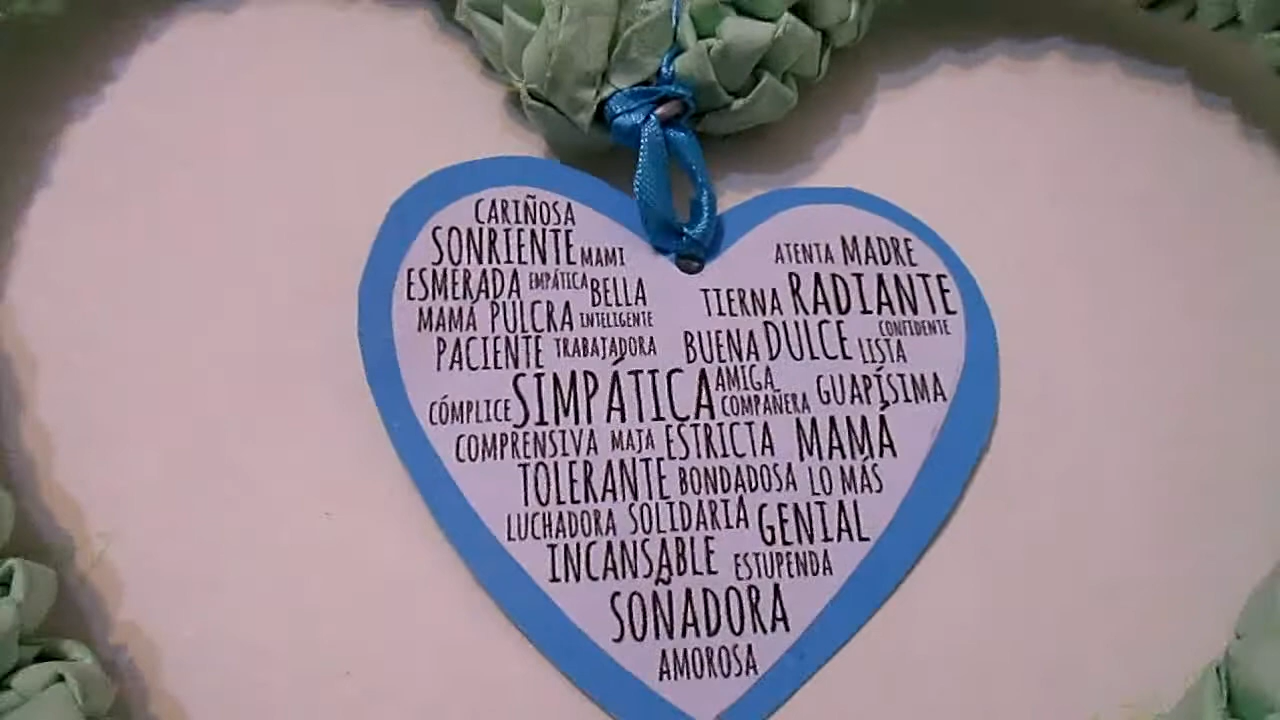 CARIÑOSA
SONRIENTE MAMI
ATENTA MADRE
ESMERADA EMPÁTICA BELLA
TIERNA RADIANTE
MAMÁ PULCRA INTELIGENTE
CONFIDENTE
PACIENTE TRABAJADORA
BUENA DULCE LISTA
CÓMPLICE SIMPÁTICA AMIGA
COMPAÑERA GUAPÍSIMA
COMPRENSIVA MAJA ESTRICTA MAMÁ
TOLERANTE BONDADOSA LO MÁS
LUCHADORA SOLIDARIA GENIAL
INCANSABLE ESTUPENDA
SOÑADORA
AMOROSA